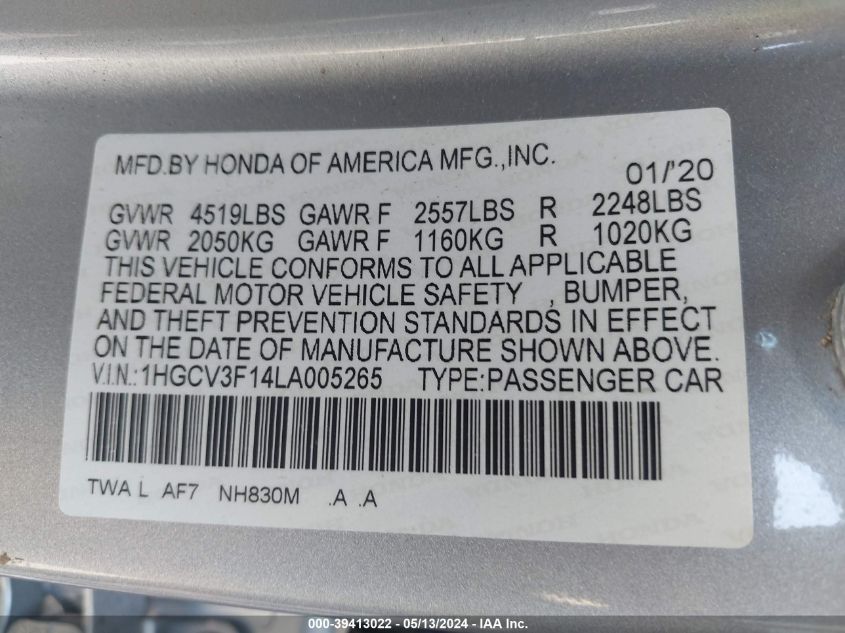 MFD.BY HONDA OF AMERICA MFG.,INC. 01/'20
GVWR 4519LBS GAWR F 2557LBS R 2248LBS
GVWR 2050KG GAWR F 1160KG R 1020KG
THIS VEHICLE CONFORMS TO ALL APPLICABLE
FEDERAL MOTOR VEHICLE SAFETY , BUMPER,
AND THEFT PREVENTION STANDARDS IN EFFECT
ON THE DATE OF MANUFACTURE SHOWN ABOVE.
V.I.N.:1HGCV3F14LA005265 TYPE:PASSENGER CAR
TWA L AF7 NH830M .A .A
000-39413022 - 05/13/2024 - IAA Inc.